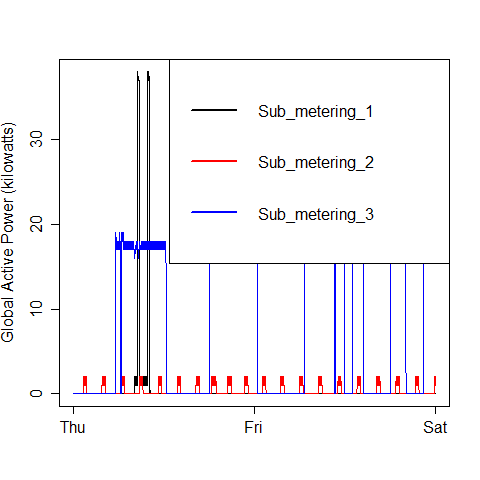 Global Active Power (kilowatts)
30
20
10
0
Sub_metering_1
Sub_metering_2
Sub_metering_3
Thu Fri Sat